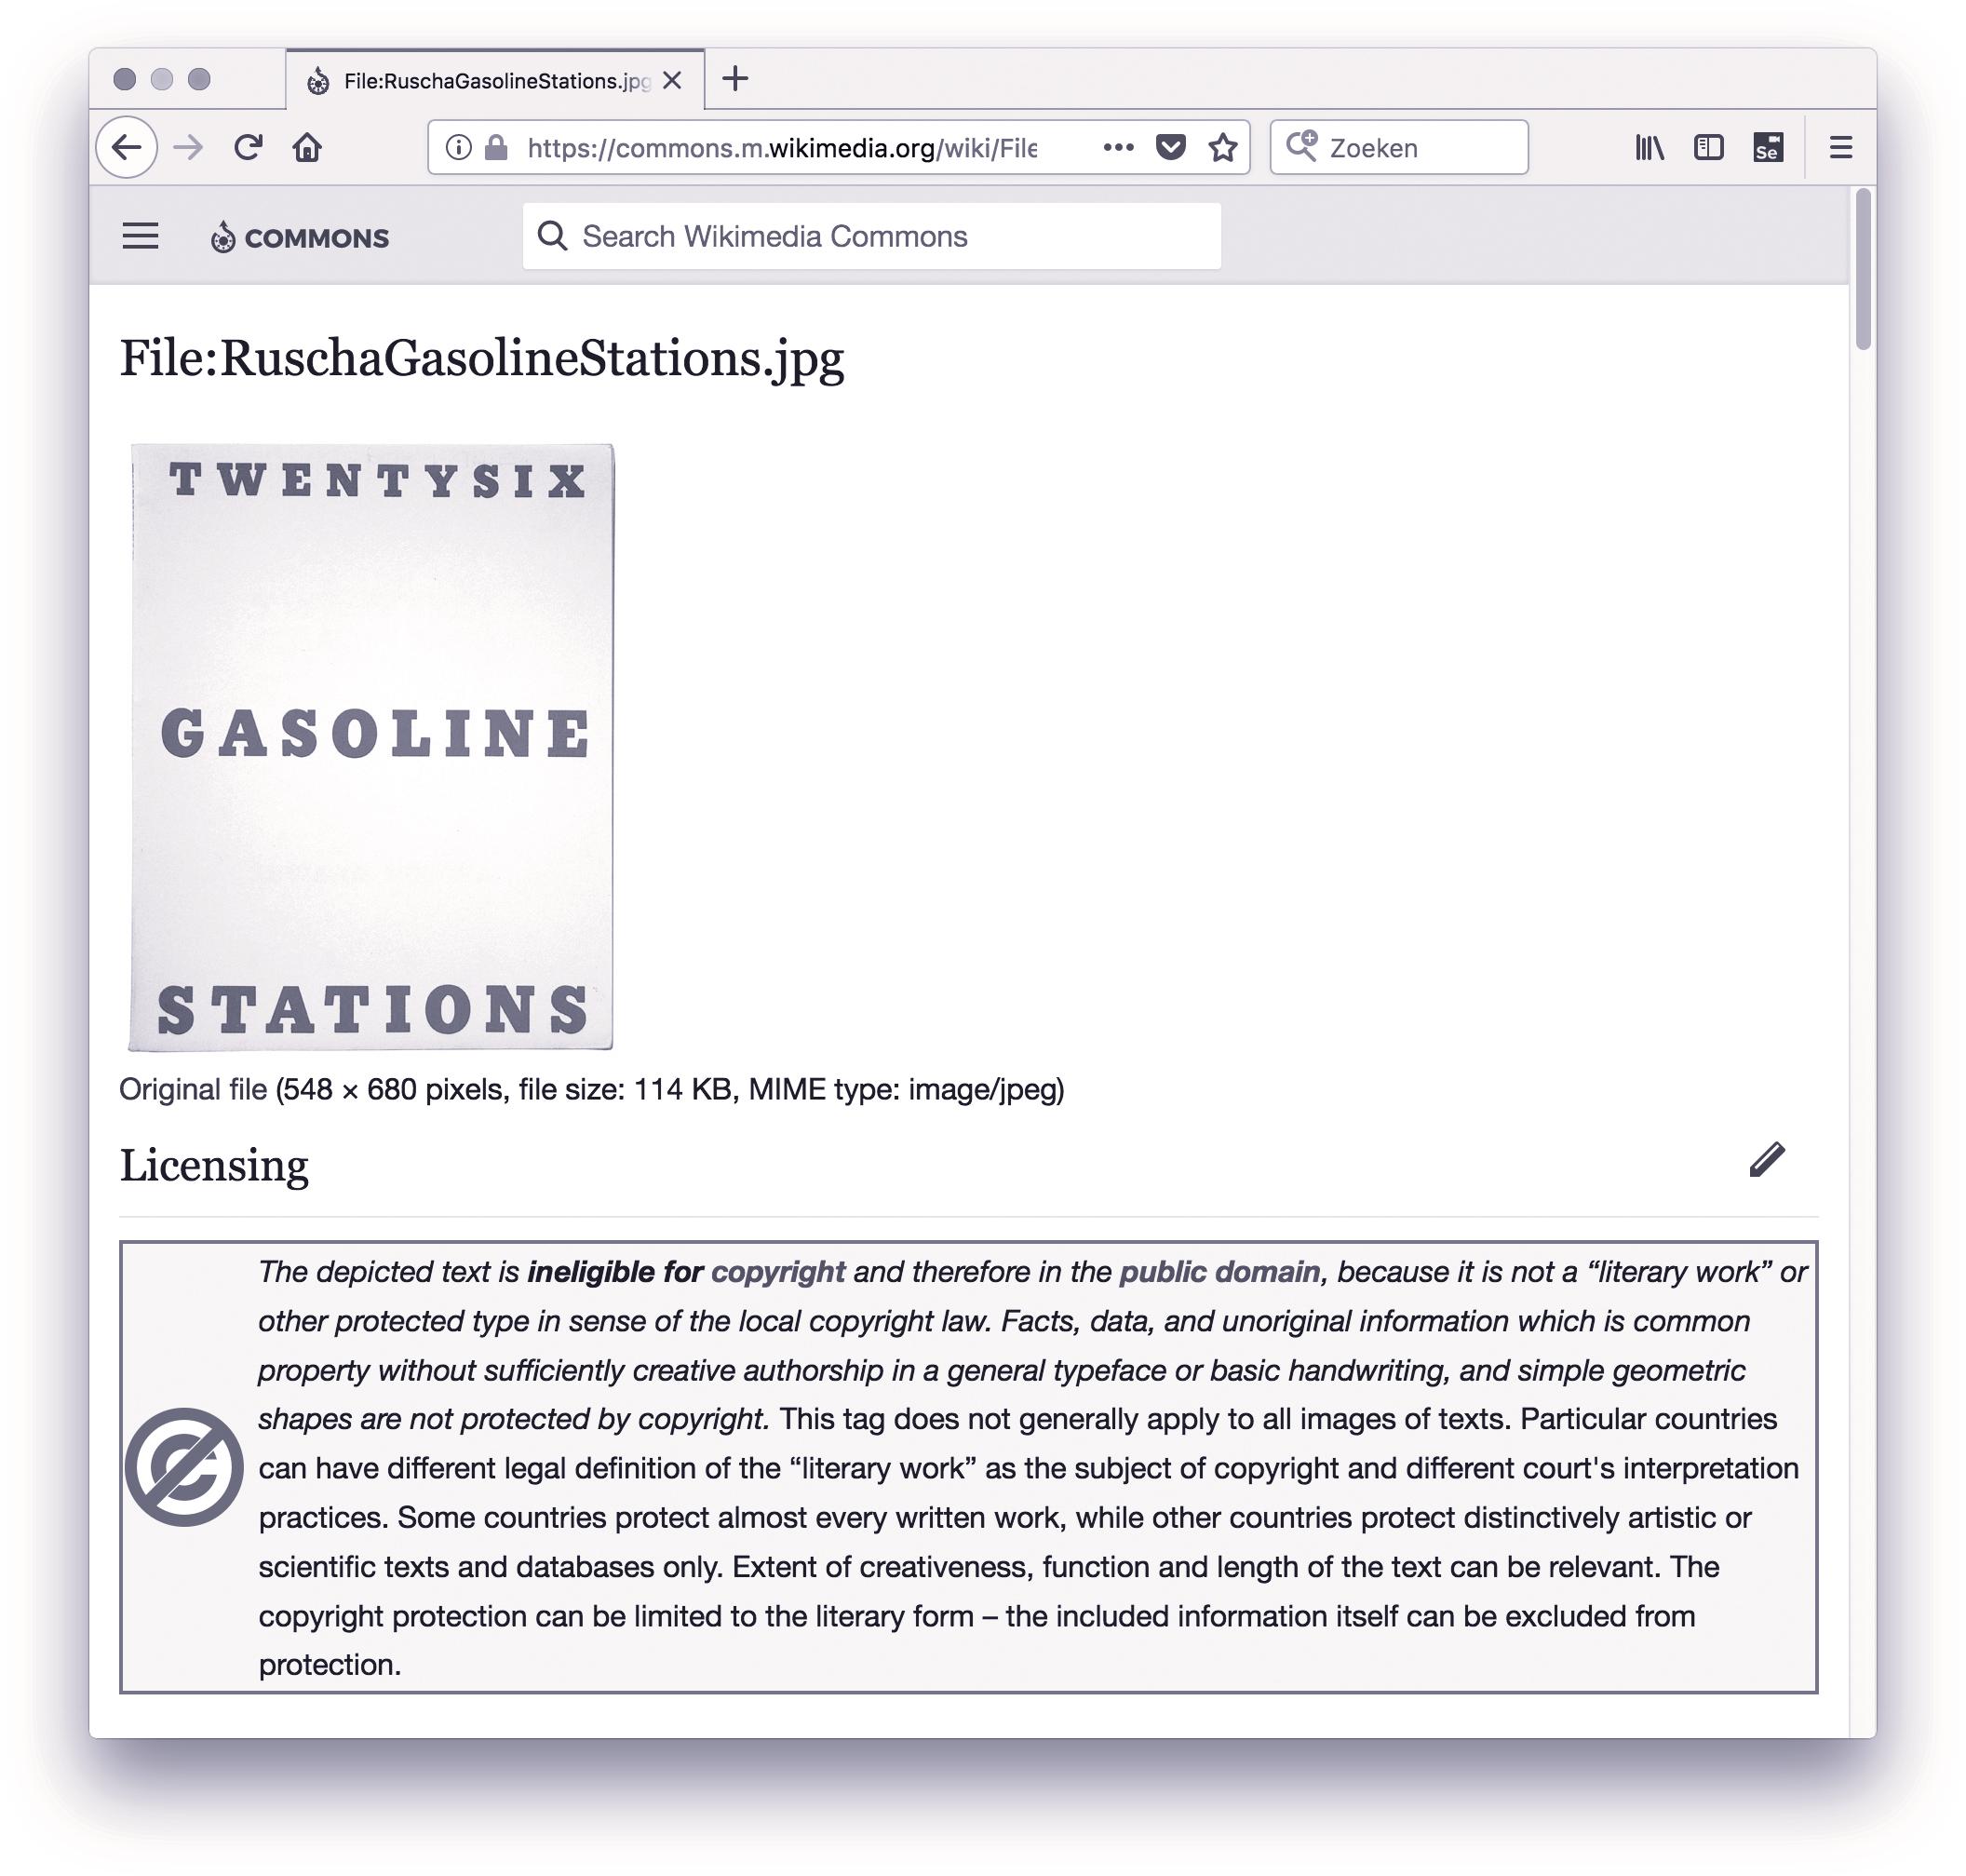 File:RuschaGasolineStations.jpg
https://commons.m.wikimedia.org/wiki/File
Zoeken
Se
COMMONS
Search Wikimedia Commons
File:RuschaGasolineStations.jpg
TWENTYSIX
GASOLINE
STATIONS
Original file (548 × 680 pixels, file size: 114 KB, MIME type: image/jpeg)
Licensing
The depicted text is ineligible for copyright and therefore in the public domain, because it is not a “literary work” or
other protected type in sense of the local copyright law. Facts, data, and unoriginal information which is common
property without sufficiently creative authorship in a general typeface or basic handwriting, and simple geometric
shapes are not protected by copyright. This tag does not generally apply to all images of texts. Particular countries
can have different legal definition of the “literary work” as the subject of copyright and different court's interpretation
practices. Some countries protect almost every written work, while other countries protect distinctively artistic or
scientific texts and databases only. Extent of creativeness, function and length of the text can be relevant. The
copyright protection can be limited to the literary form – the included information itself can be excluded from
protection.